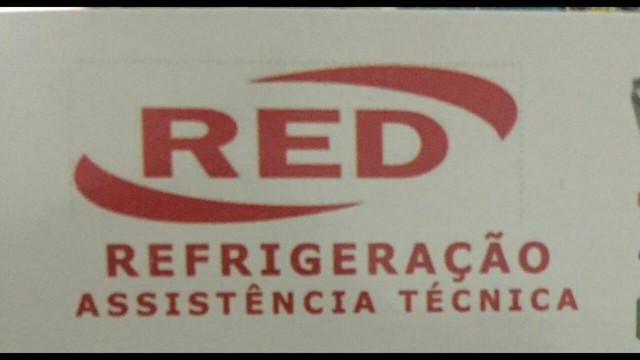 RED
REFRIGERAÇÃO
ASSISTÊNCIA TÉCNICA